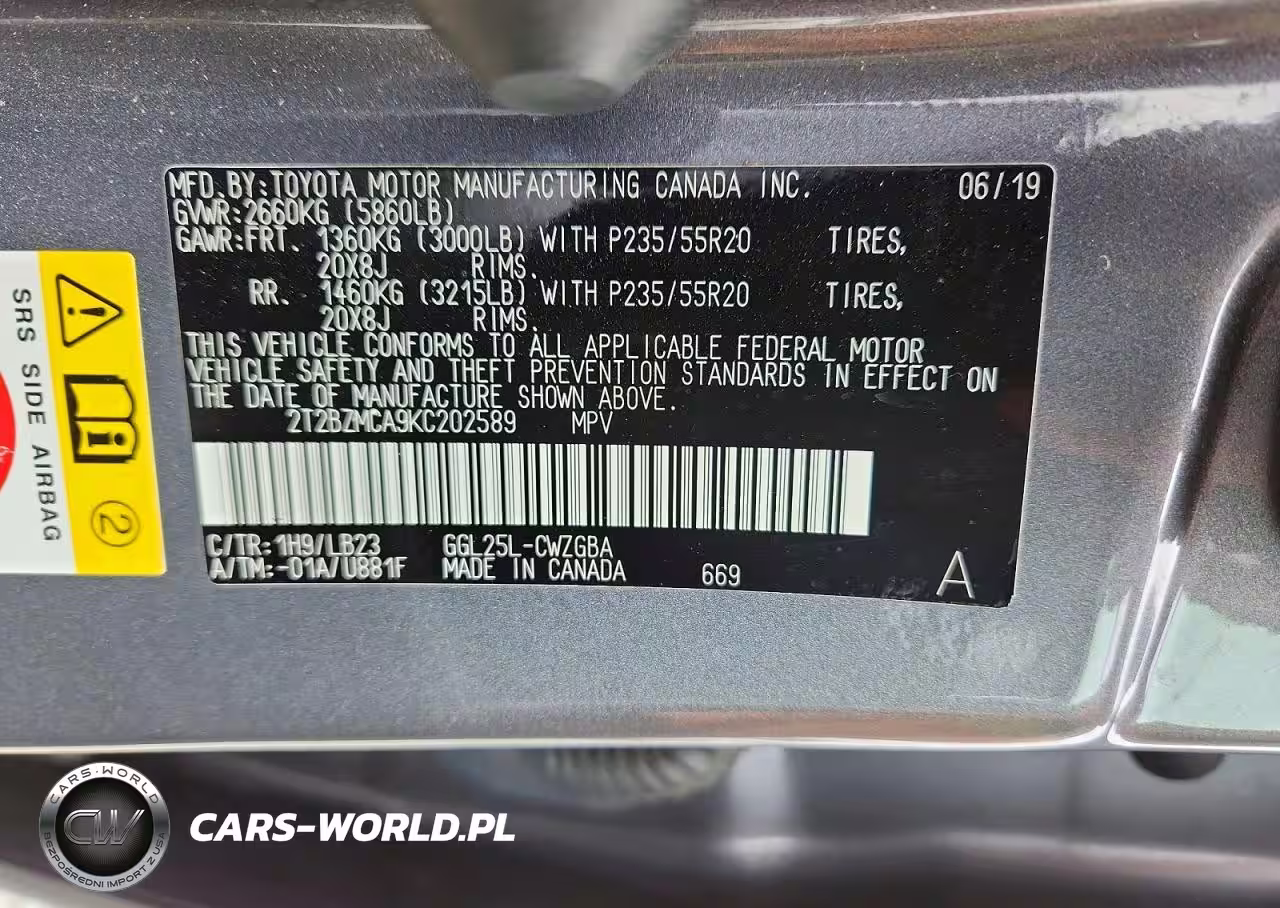 MFD.BY:TOYOTA MOTOR MANUFACTURING CANADA INC. 06/19
GVWR:2660KG (5860LB)
GAWR:FRT. 1360KG (3000LB) WITH P235/55R20 TIRES,
20X8J RIMS.
RR. 1460KG (3215LB) WITH P235/55R20 TIRES,
20X8J RIMS.
THIS VEHICLE CONFORMS TO ALL APPLICABLE FEDERAL MOTOR
VEHICLE SAFETY AND THEFT PREVENTION STANDARDS IN EFFECT ON
THE DATE OF MANUFACTURE SHOWN ABOVE.
2T2BZMCA9KC202589 MPV
C/TR:1H9/LB23 GGL25L-CWZGBA
A/TM:-01A/U881F MADE IN CANADA 669 A
SRS SIDE AIRBAG
2
CARS-WORLD
CW
BEZPOŚREDNI IMPORT Z USA
CARS-WORLD.PL